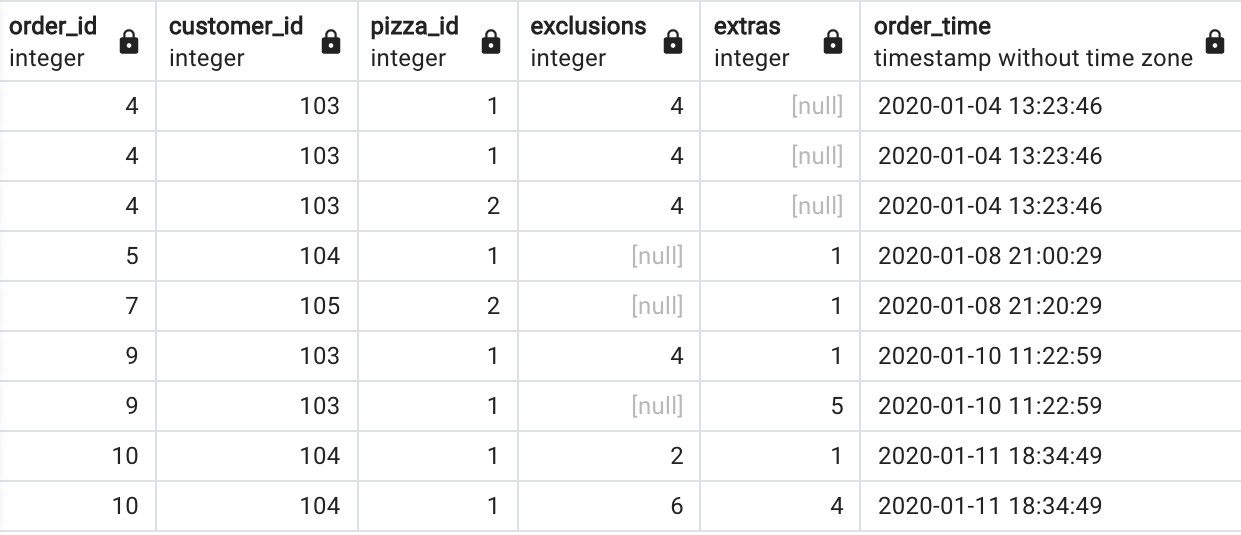 order_id customer_id pizza_id exclusions extras order_time
integer integer integer integer integer timestamp without time zone
4 103 1 4 [null] 2020-01-04 13:23:46
4 103 1 4 [null] 2020-01-04 13:23:46
4 103 2 4 [null] 2020-01-04 13:23:46
5 104 1 [null] 1 2020-01-08 21:00:29
7 105 2 [null] 1 2020-01-08 21:20:29
9 103 1 4 1 2020-01-10 11:22:59
9 103 1 [null] 5 2020-01-10 11:22:59
10 104 1 2 1 2020-01-11 18:34:49
10 104 1 6 4 2020-01-11 18:34:49